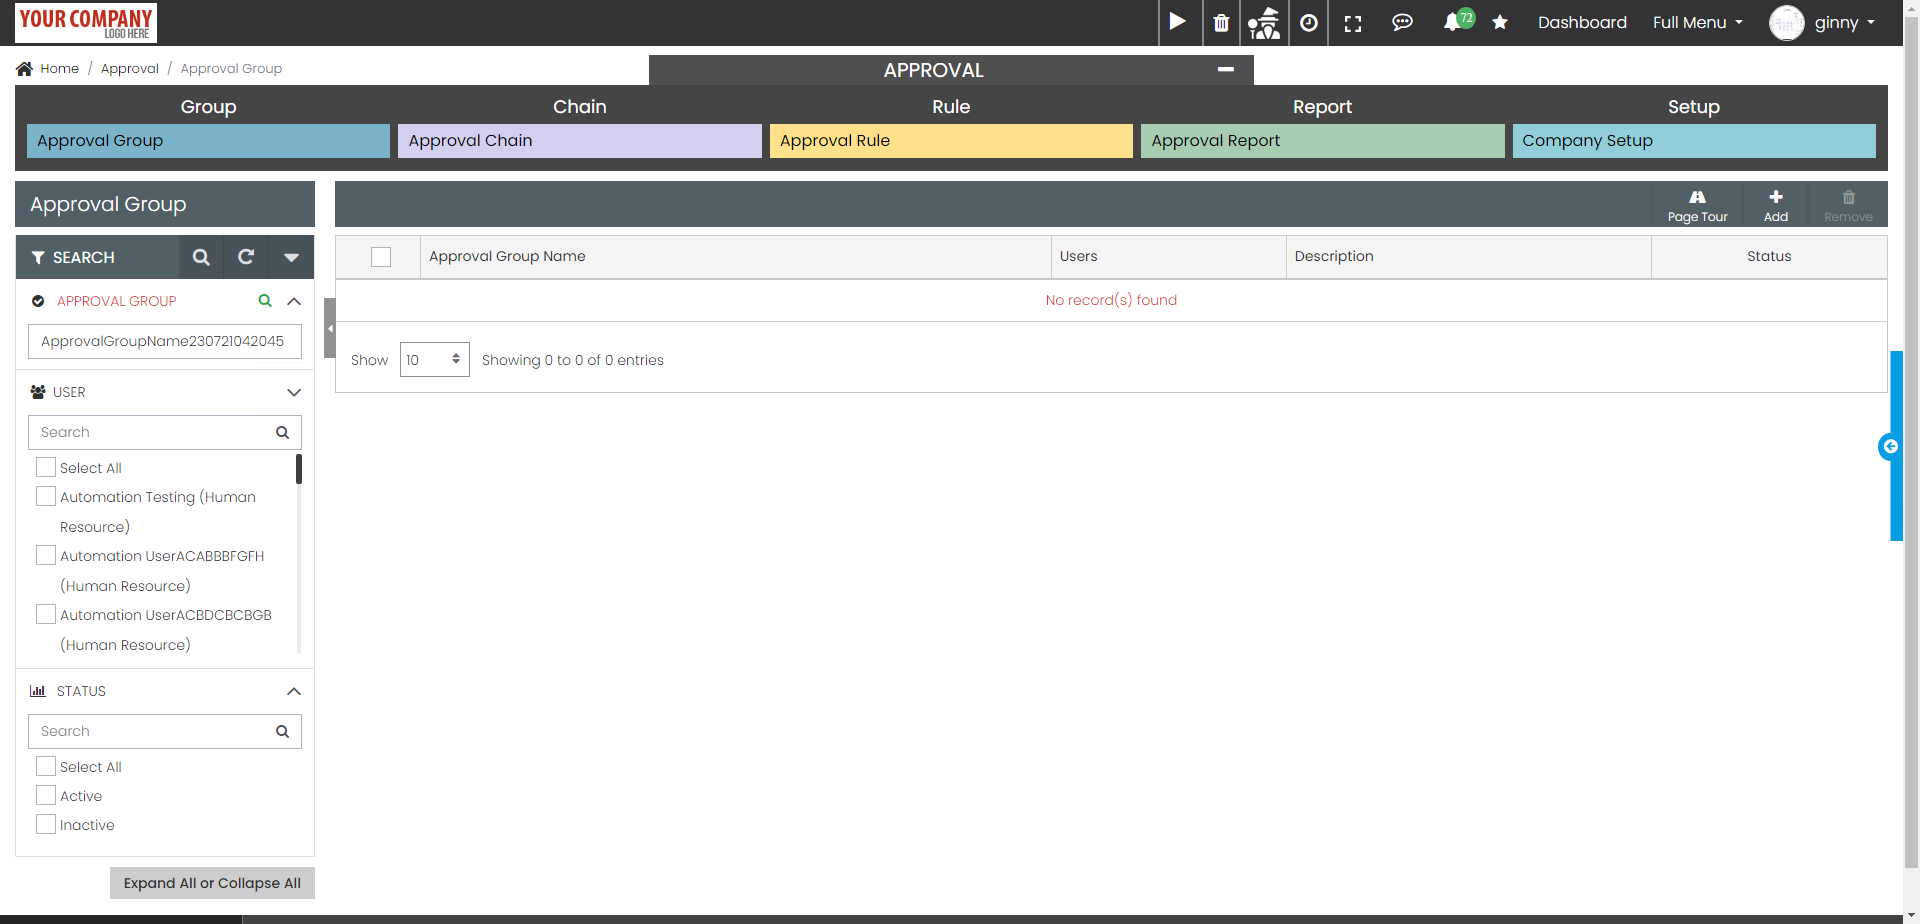 YOUR COMPANY
LOGO HERE
72
Dashboard
Full Menu
ginny
Home / Approval / Approval Group
APPROVAL
Group
Chain
Rule
Report
Setup
Approval Group
Approval Chain
Approval Rule
Approval Report
Company Setup
Approval Group
Page Tour
Add
Remove
SEARCH
Approval Group Name
Users
Description
Status
APPROVAL GROUP
No record(s) found
ApprovalGroupName230721042045
Show 10 Showing 0 to 0 of 0 entries
USER
Search
Select All
Automation Testing (Human
Resource)
Automation UserACABBBFGFH
(Human Resource)
Automation UserACBDCBCBGB
(Human Resource)
STATUS
Search
Select All
Active
Inactive
Expand All or Collapse All